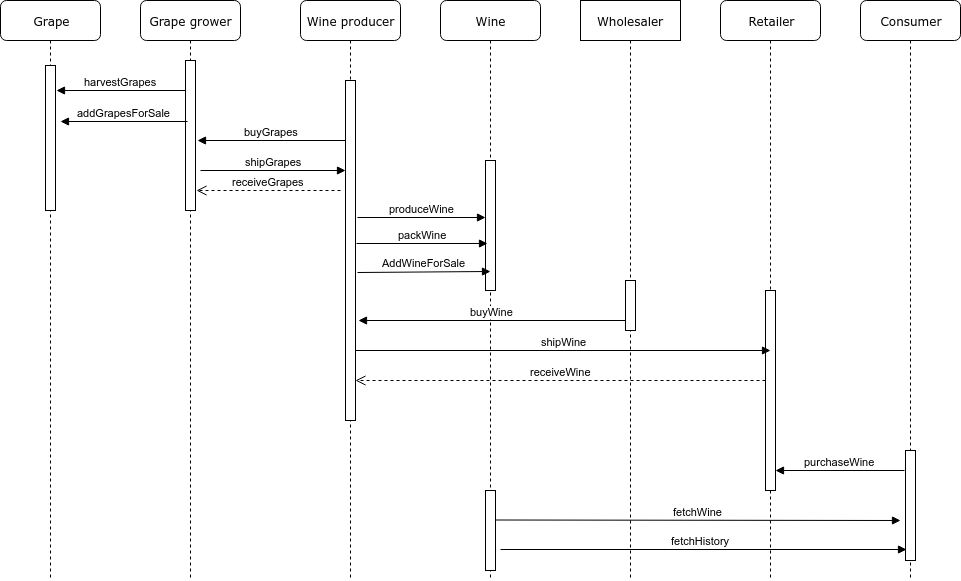 Grape
Grape grower
Wine producer
Wine
Wholesaler
Retailer
Consumer
harvestGrapes
addGrapesForSale
buyGrapes
shipGrapes
receiveGrapes
produceWine
packWine
AddWineForSale
buyWine
shipWine
receiveWine
purchaseWine
fetchWine
fetchHistory